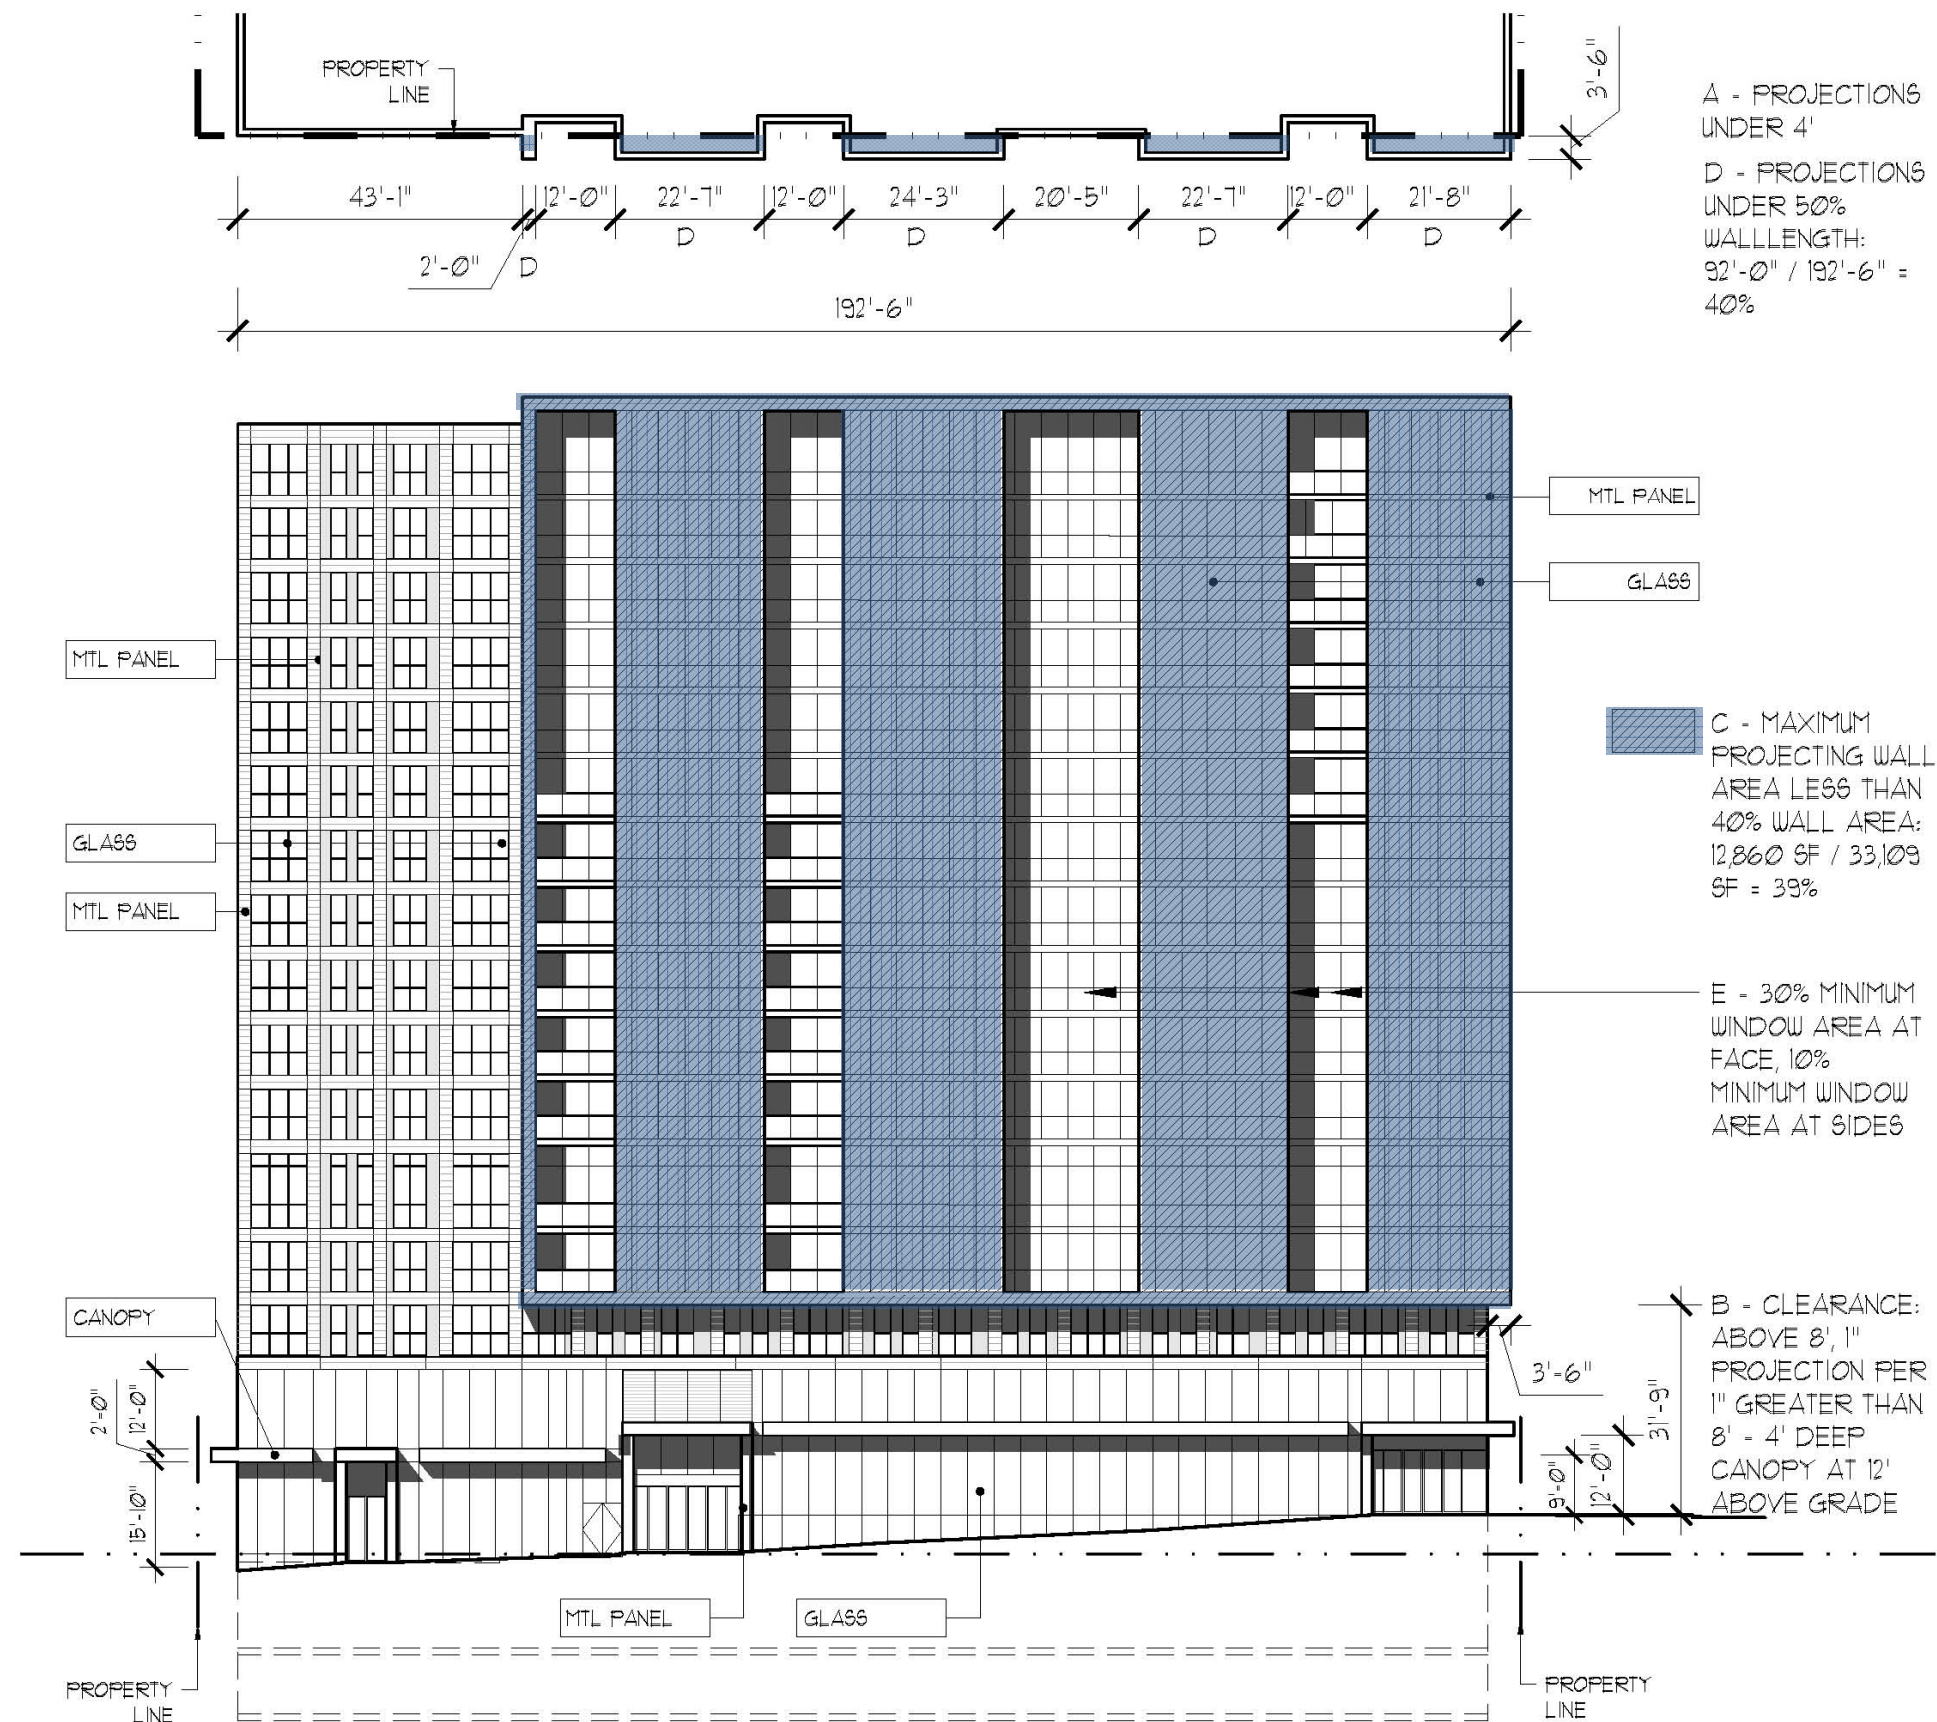 PROPERTY
LINE
3'-6"
A - PROJECTIONS
UNDER 4'
D - PROJECTIONS
UNDER 50%
WALLLENGTH:
92'-0" / 192'-6" =
40%
43'-1"
12'-0"
22'-7"
12'-0"
24'-3"
20'-5"
22'-7"
12'-0"
21'-8"
D
D
D
D
2'-0"
D
192'-6"
MTL PANEL
GLASS
MTL PANEL
GLASS
MTL PANEL
CANOPY
C - MAXIMUM
PROJECTING WALL
AREA LESS THAN
40% WALL AREA:
12,860 SF / 33,109
SF = 39%
E - 30% MINIMUM
WINDOW AREA AT
FACE, 10%
MINIMUM WINDOW
AREA AT SIDES
B - CLEARANCE:
ABOVE 8', 1"
PROJECTION PER
1" GREATER THAN
8' - 4' DEEP
CANOPY AT 12'
ABOVE GRADE
3'-6"
31'-9"
9'-0"
12'-0"
2'-0"
12'-0"
15'-10"
MTL PANEL
GLASS
PROPERTY
LINE
PROPERTY
LINE